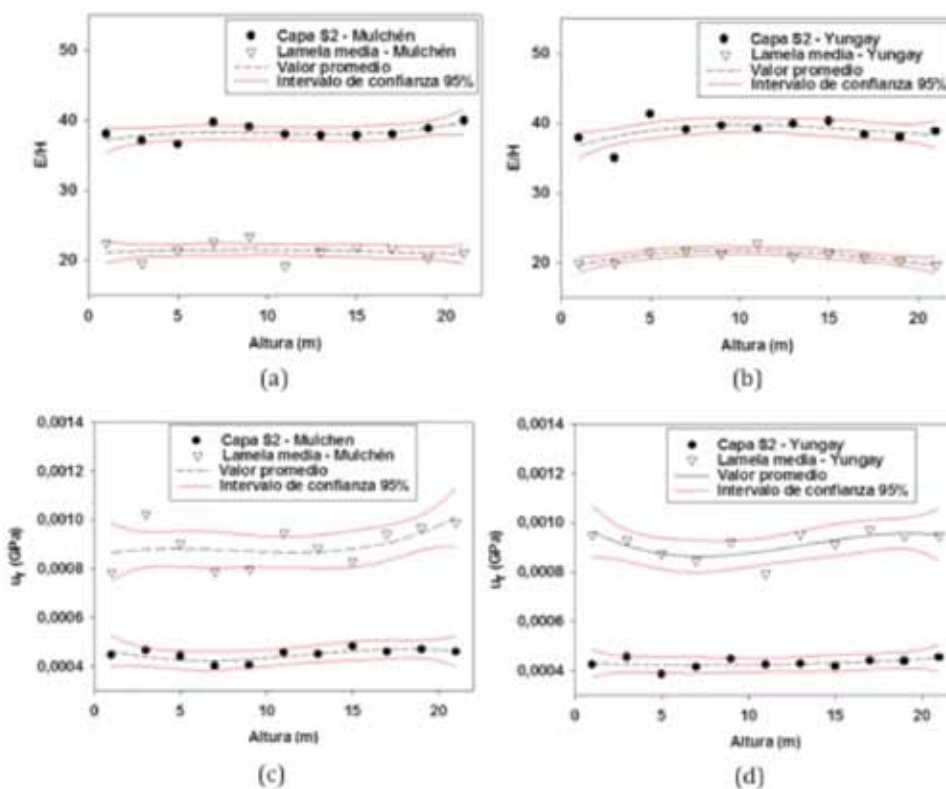 Capa S2 - Mulchén
Lamela media - Mulchén
Valor promedio
Intervalo de confianza 95%
50
40
30
20
E/H
0
5
10
15
20
Altura (m)
(a)
Capa S2 - Yungay
Lamela media - Yungay
Valor promedio
Intervalo de confianza 95%
50
40
30
20
E/H
0
5
10
15
20
Altura (m)
(b)
Capa S2 - Mulchen
Lamela media - Mulchén
Valor promedio
Intervalo de confianza 95%
0,0014
0,0012
0,0010
0,0008
0,0006
0,0004
(GPa)
0
5
10
15
20
Altura (m)
(c)
Capa S2 - Yungay
Lamela media - Yungay
Valor promedio
Intervalo de confianza 95%
0,0014
0,0012
0,0010
0,0008
0,0006
0,0004
(GPa)
0
5
10
15
20
Altura (m)
(d)